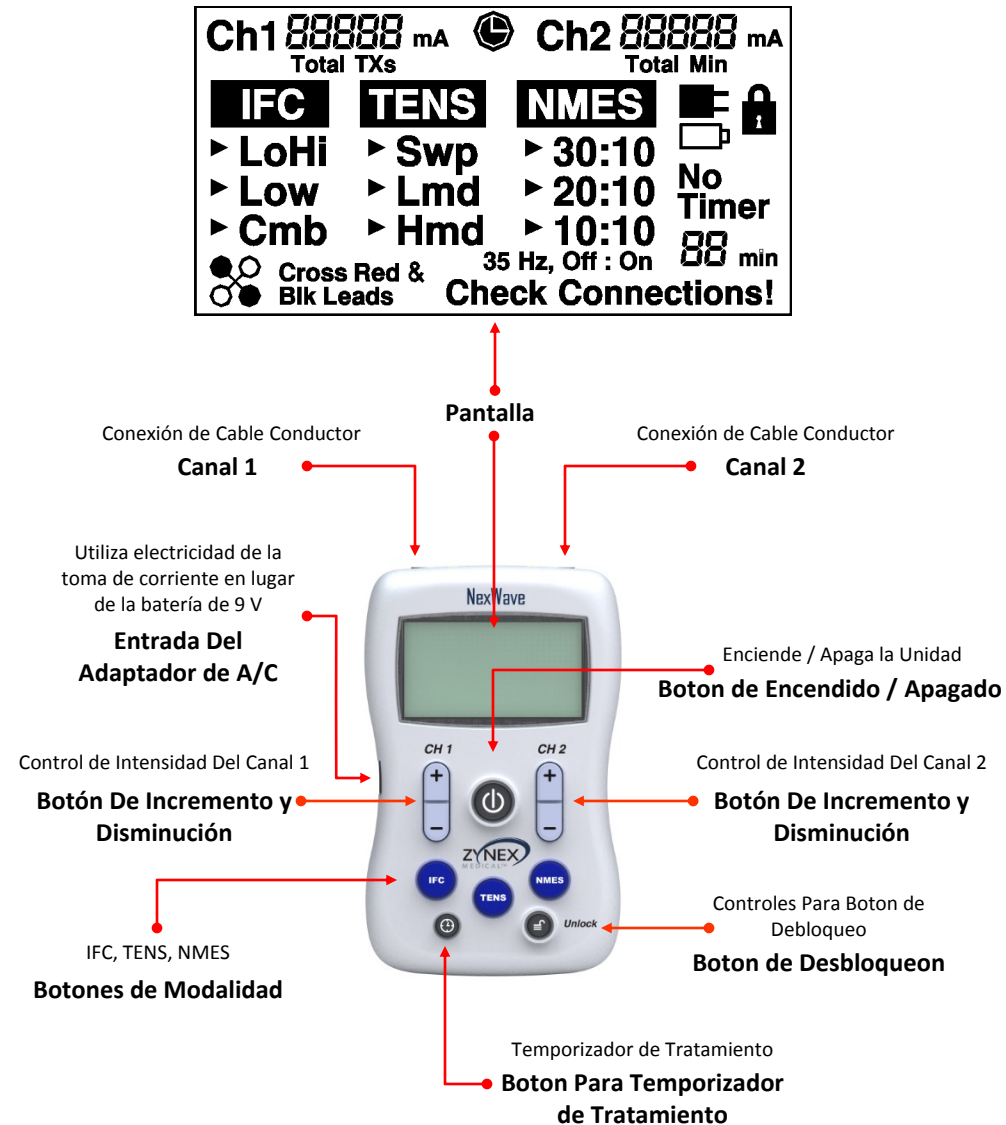 Ch1 88888 mA Ch2 88888 mA
Total TXs Total Min
IFC TENS NMES
LoHi Swp 30:10
Low Lmd 20:10
Cmb Hmd 10:10
No
Timer
88 min
35 Hz, Off : On
Cross Red &
Blk Leads
Check Connections!
Pantalla
Conexión de Cable Conductor
Canal 1
Conexión de Cable Conductor
Canal 2
Utiliza electricidad de la
toma de corriente en lugar
de la batería de 9 V
Entrada Del
Adaptador de A/C
NexWave
Enciende / Apaga la Unidad
Boton de Encendido / Apagado
CH 1 CH 2
+ +
– –
Control de Intensidad Del Canal 1
Botón De Incremento y
Disminución
Control de Intensidad Del Canal 2
Botón De Incremento y
Disminución
ZYNEX
MEDICAL™
IFC TENS NMES
Unlock
IFC, TENS, NMES
Botones de Modalidad
Controles Para Boton de
Debloqueo
Boton de Desbloqueon
Temporizador de Tratamiento
Boton Para Temporizador
de Tratamiento